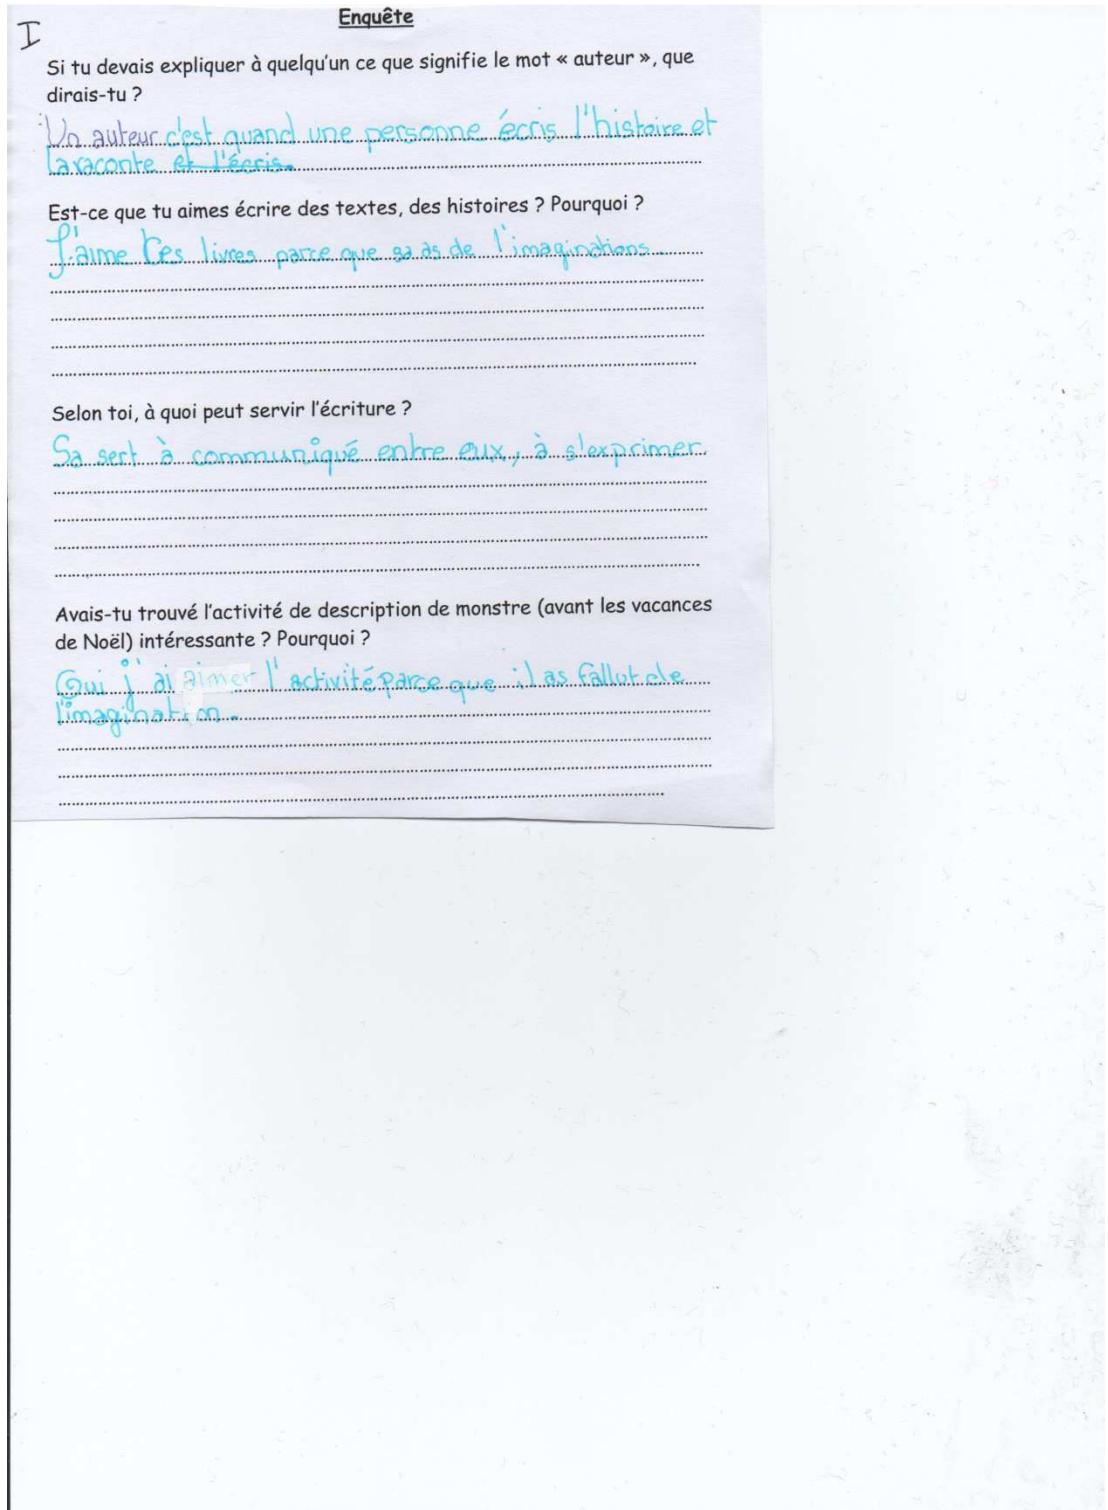 I
Enquête
Si tu devais expliquer à quelqu'un ce que signifie le mot « auteur », que
dirais-tu ?
Un auteur c'est quand une personne écris l'histoire et
la raconte et l'écris.
Est-ce que tu aimes écrire des textes, des histoires ? Pourquoi ?
J'aime les livres parce que sa as de l'imaginations.
Selon toi, à quoi peut servir l'écriture ?
Sa sert à communiqué entre eux, à s'exprimer.
Avais-tu trouvé l'activité de description de monstre (avant les vacances
de Noël) intéressante ? Pourquoi ?
Oui j'ai aimer l'activité parce que il as fallut de
l'imagination.